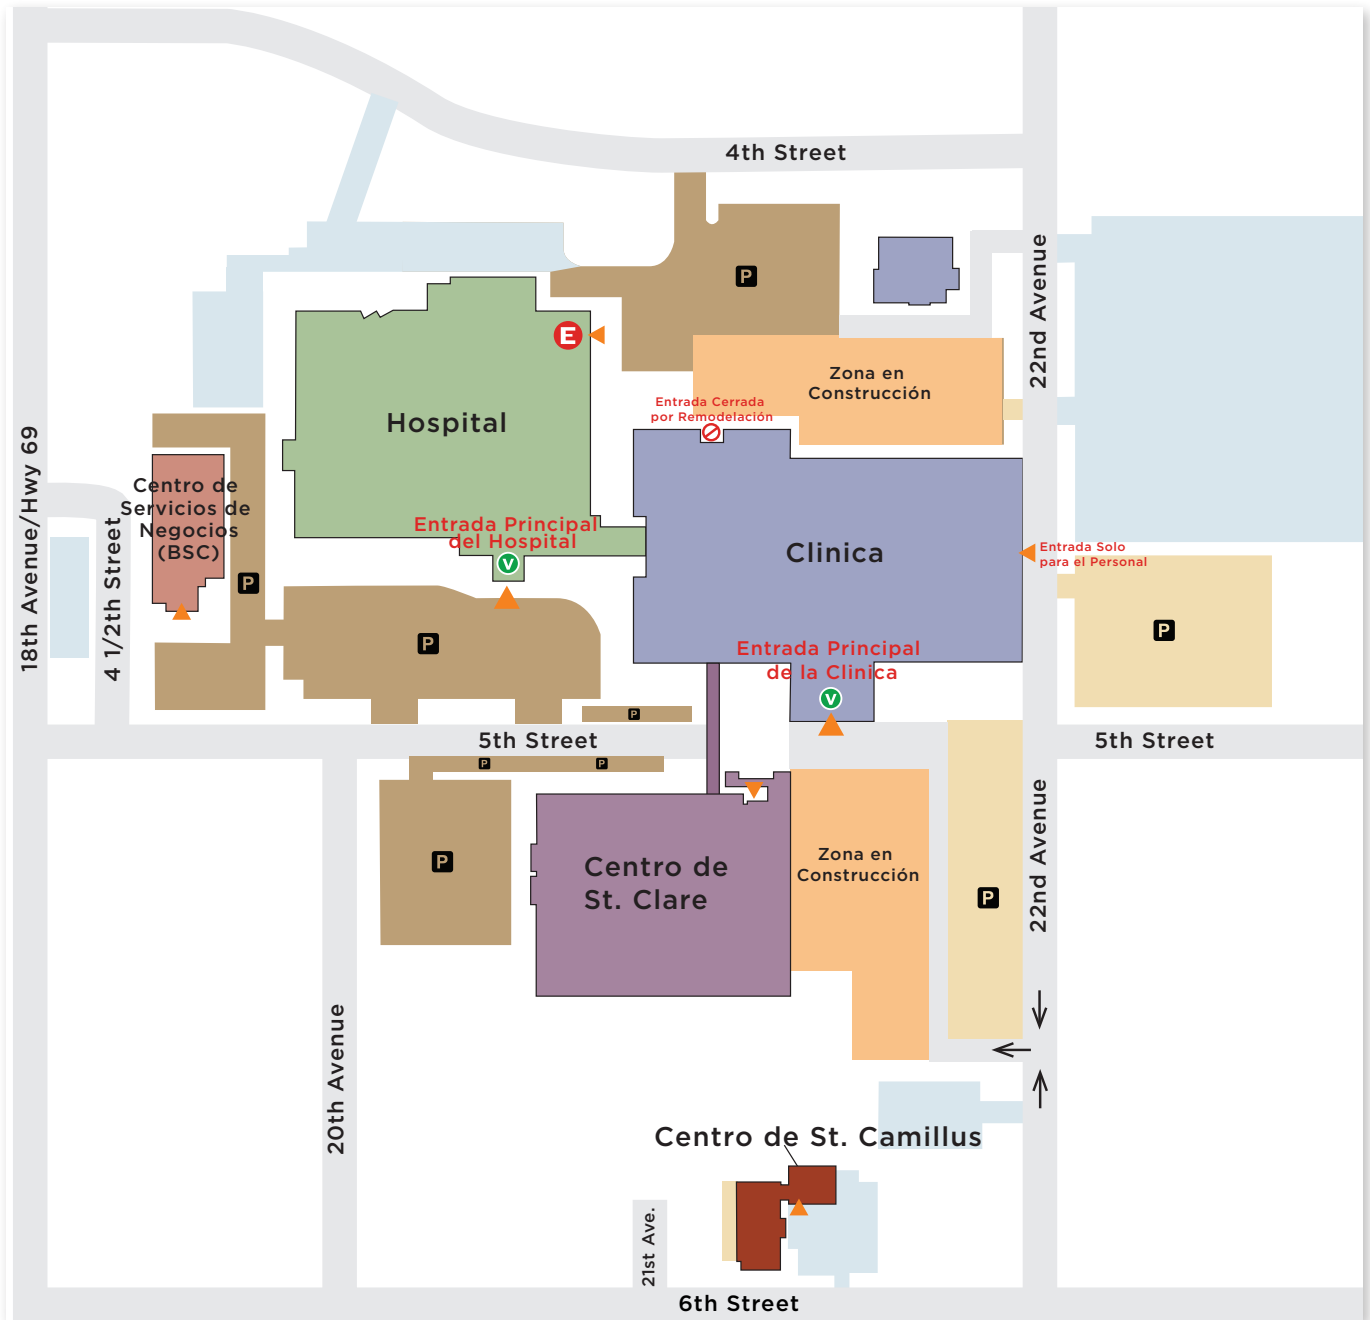 4th Street
22nd Avenue
P
E
Zona en
Construcción
Entrada Cerrada
por Remodelación
Hospital
18th Avenue/Hwy 69
Centro de
Servicios de
Negocios
(BSC)
4 1/2th Street
Entrada Principal
del Hospital
V
Clinica
Entrada Solo
para el Personal
P
P
P
Entrada Principal
de la Clinica
V
P
5th Street
5th Street
P
P
22nd Avenue
P
Centro de
St. Clare
Zona en
Construcción
P
20th Avenue
Centro de St. Camillus
21st Ave.
6th Street